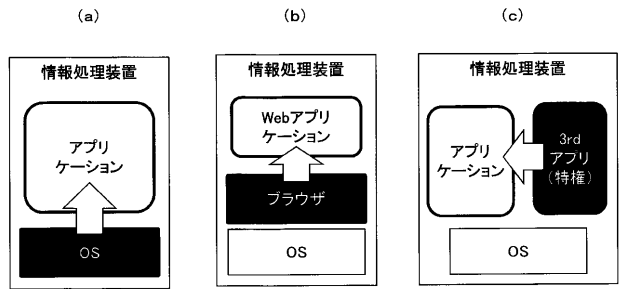 (a)
情報処理装置
アプリ
ケーション
OS
(b)
情報処理装置
Webアプリ
ケーション
ブラウザ
OS
(c)
情報処理装置
アプリ
ケーション
3rd
アプリ
(特権)
OS